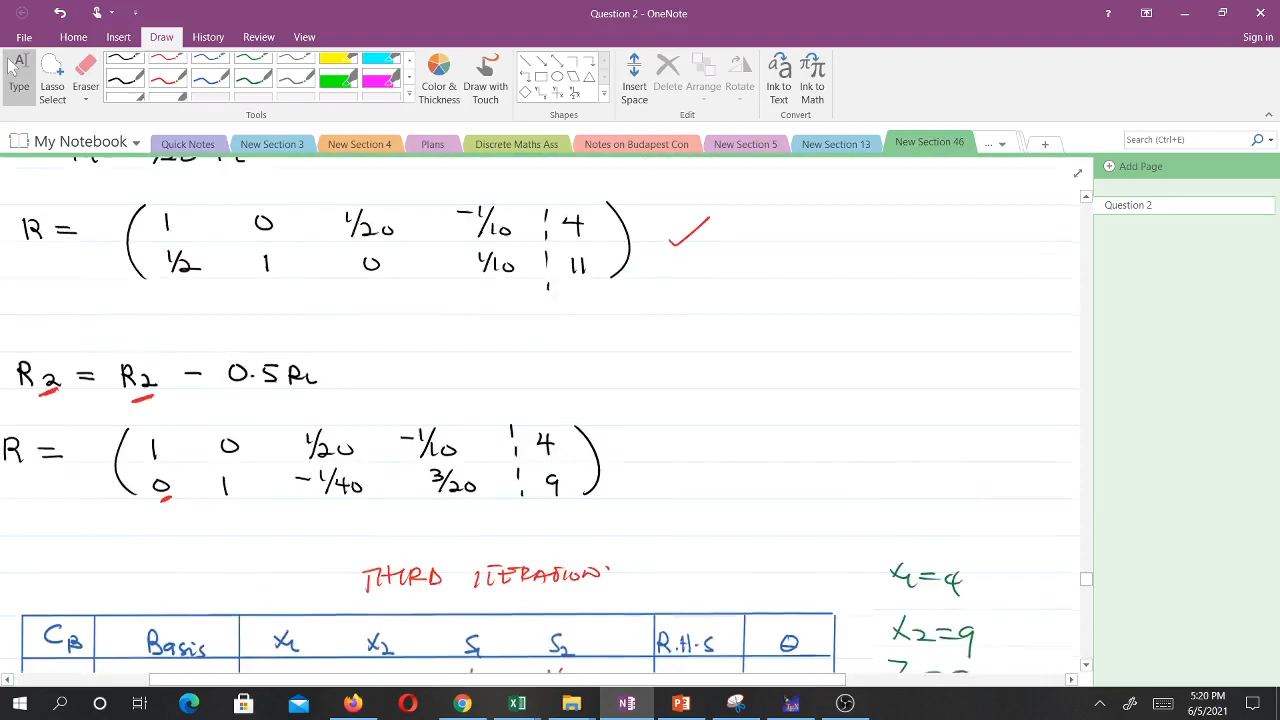 Question 2 - OneNote
Sign in
File Home Insert Draw History Review View
Type Lasso Select Eraser Color & Thickness Draw with Touch Insert Space Delete Arrange Rotate Ink to Text Ink to Math
Tools Shapes Edit Convert
My Notebook Quick Notes New Section 3 New Section 4 Plans Discrete Maths Ass Notes on Budapest Con New Section 5 New Section 13 New Section 46 ... Search (Ctrl+E)
Add Page
Question 2
R = ( 1 0 1/20 -1/10 4
1/2 1 0 1/10 11 )
R2 = R2 - 0.5R1
R = ( 1 0 1/20 -1/10 4
0 1 -1/40 3/20 9 )
THIRD ITERATION
x1 = 4
x2 = 9
CB Basis x1 x2 S1 S2 R.H.S θ
5:20 PM
6/5/2021